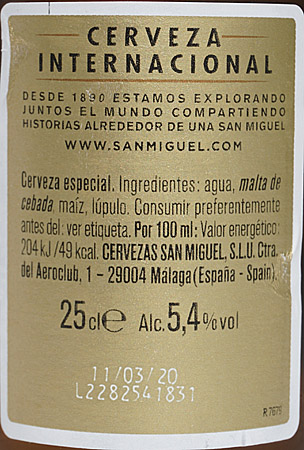 CERVEZA
INTERNACIONAL
DESDE 1890 ESTAMOS EXPLORANDO
JUNTOS EL MUNDO COMPARTIENDO
HISTORIAS ALREDEDOR DE UNA SAN MIGUEL
WWW.SANMIGUEL.COM
Cerveza especial. Ingredientes: agua, malta de
cebada, maíz, lúpulo. Consumir preferentemente
antes del: ver etiqueta. Por 100 ml: Valor energético:
204 kJ/49 kcal. CERVEZAS SAN MIGUEL, S.L.U. Ctra.
del Aeroclub, 1 – 29004 Málaga (España - Spain).
25cl e Alc. 5,4% vol
11/03/20
L2282541831
R.7675